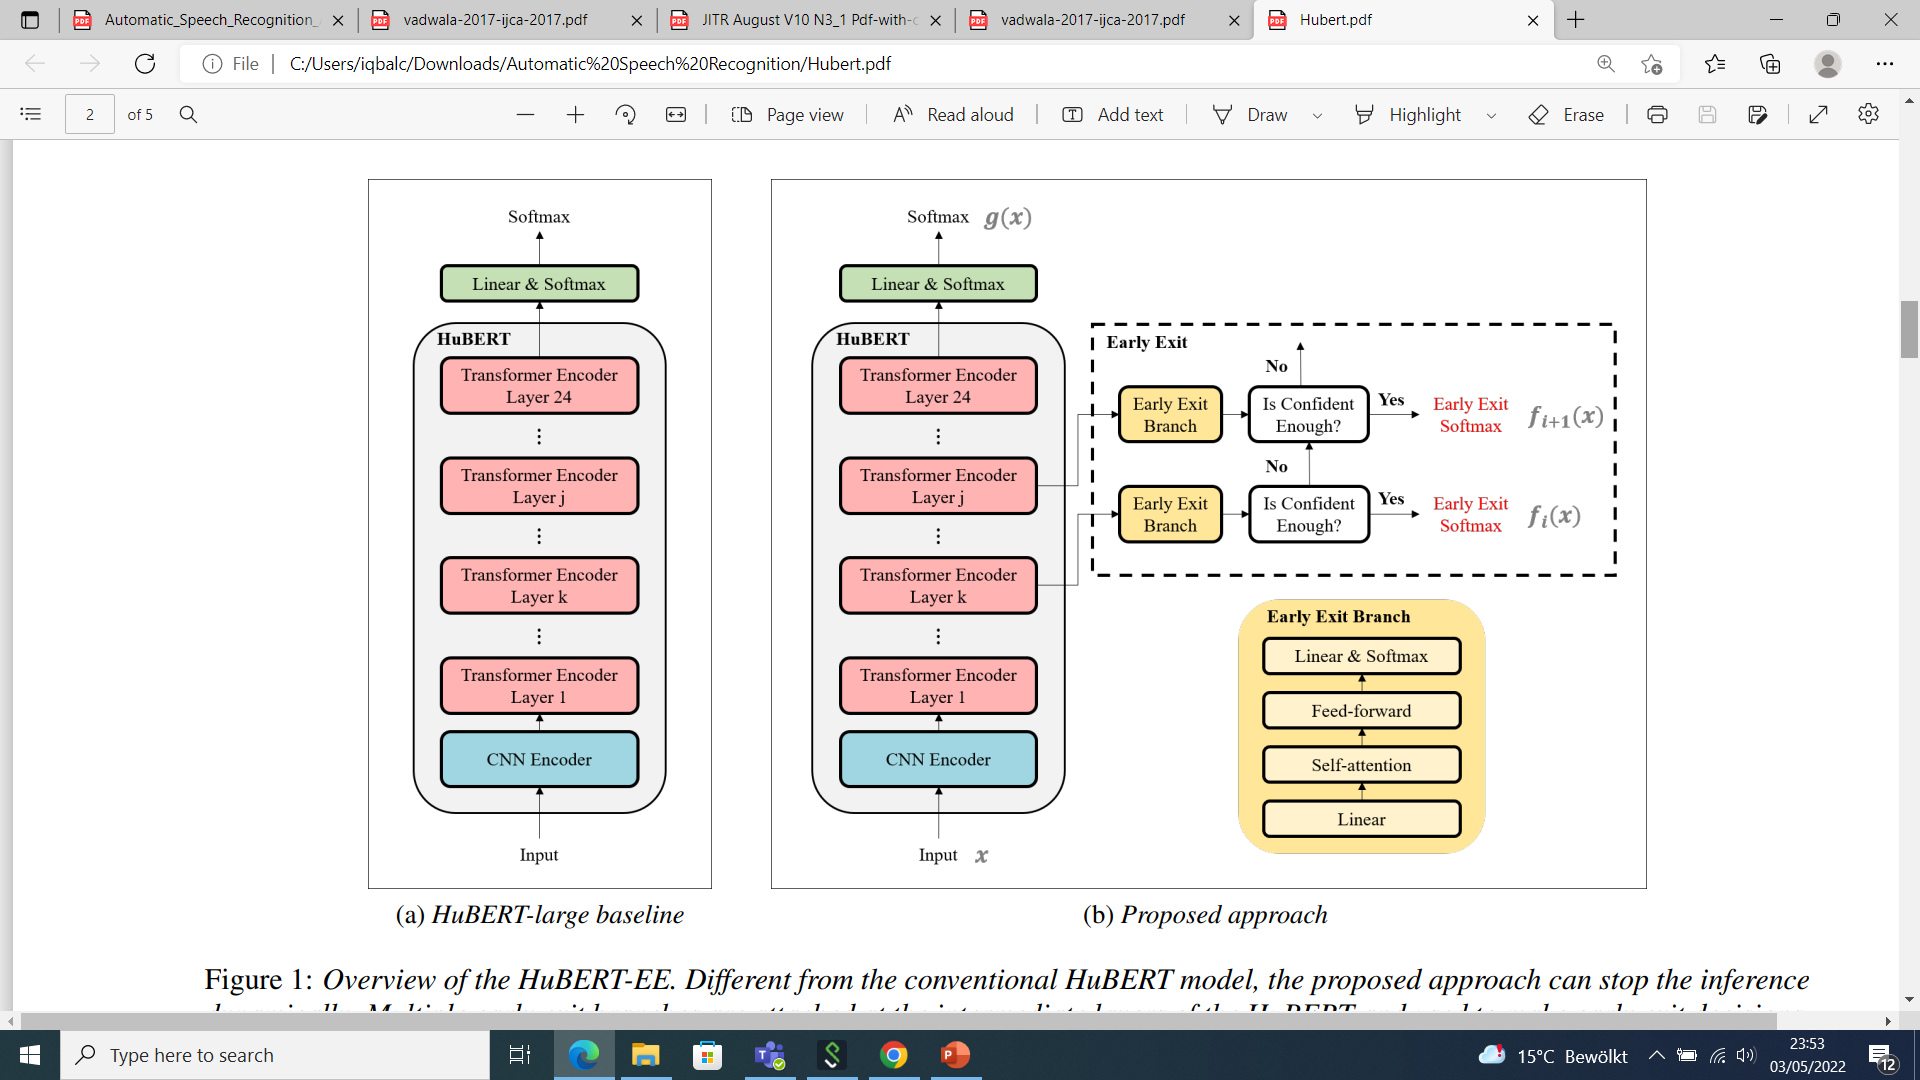 Automatic_Speech_Recognition_
vadwala-2017-ijca-2017.pdf
JITR August V10 N3_1 Pdf-with-c
vadwala-2017-ijca-2017.pdf
Hubert.pdf
File
C:/Users/iqbalc/Downloads/Automatic%20Speech%20Recognition/Hubert.pdf
2 of 5
Page view
Read aloud
Add text
Draw
Highlight
Erase
Softmax
Linear & Softmax
HuBERT
Transformer Encoder
Layer 24
Transformer Encoder
Layer j
Transformer Encoder
Layer k
Transformer Encoder
Layer 1
CNN Encoder
Input
(a) HuBERT-large baseline
Softmax g(x)
Linear & Softmax
HuBERT
Transformer Encoder
Layer 24
Transformer Encoder
Layer j
Transformer Encoder
Layer k
Transformer Encoder
Layer 1
CNN Encoder
Input x
Early Exit
No
Early Exit
Branch
Is Confident
Enough?
Yes
Early Exit
Softmax
f_{i+1}(x)
No
Early Exit
Branch
Is Confident
Enough?
Yes
Early Exit
Softmax
f_i(x)
Early Exit Branch
Linear & Softmax
Feed-forward
Self-attention
Linear
(b) Proposed approach
Figure 1: Overview of the HuBERT-EE. Different from the conventional HuBERT model, the proposed approach can stop the inference
Type here to search
15°C Bewölkt
23:53
03/05/2022
12